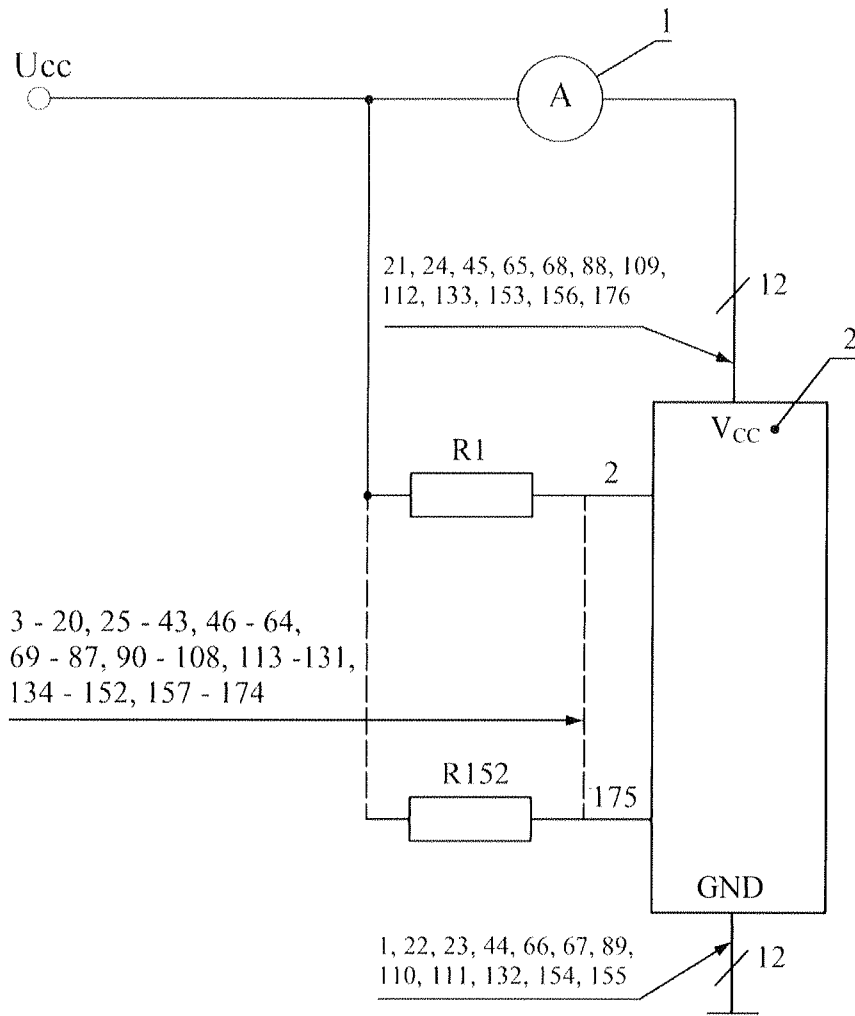 1
Ucc
A
21, 24, 45, 65, 68, 88, 109,
112, 133, 153, 156, 176
12
2
VCC
R1
2
3 - 20, 25 - 43, 46 - 64,
69 - 87, 90 - 108, 113 -131,
134 - 152, 157 - 174
R152
175
GND
1, 22, 23, 44, 66, 67, 89,
110, 111, 132, 154, 155
12